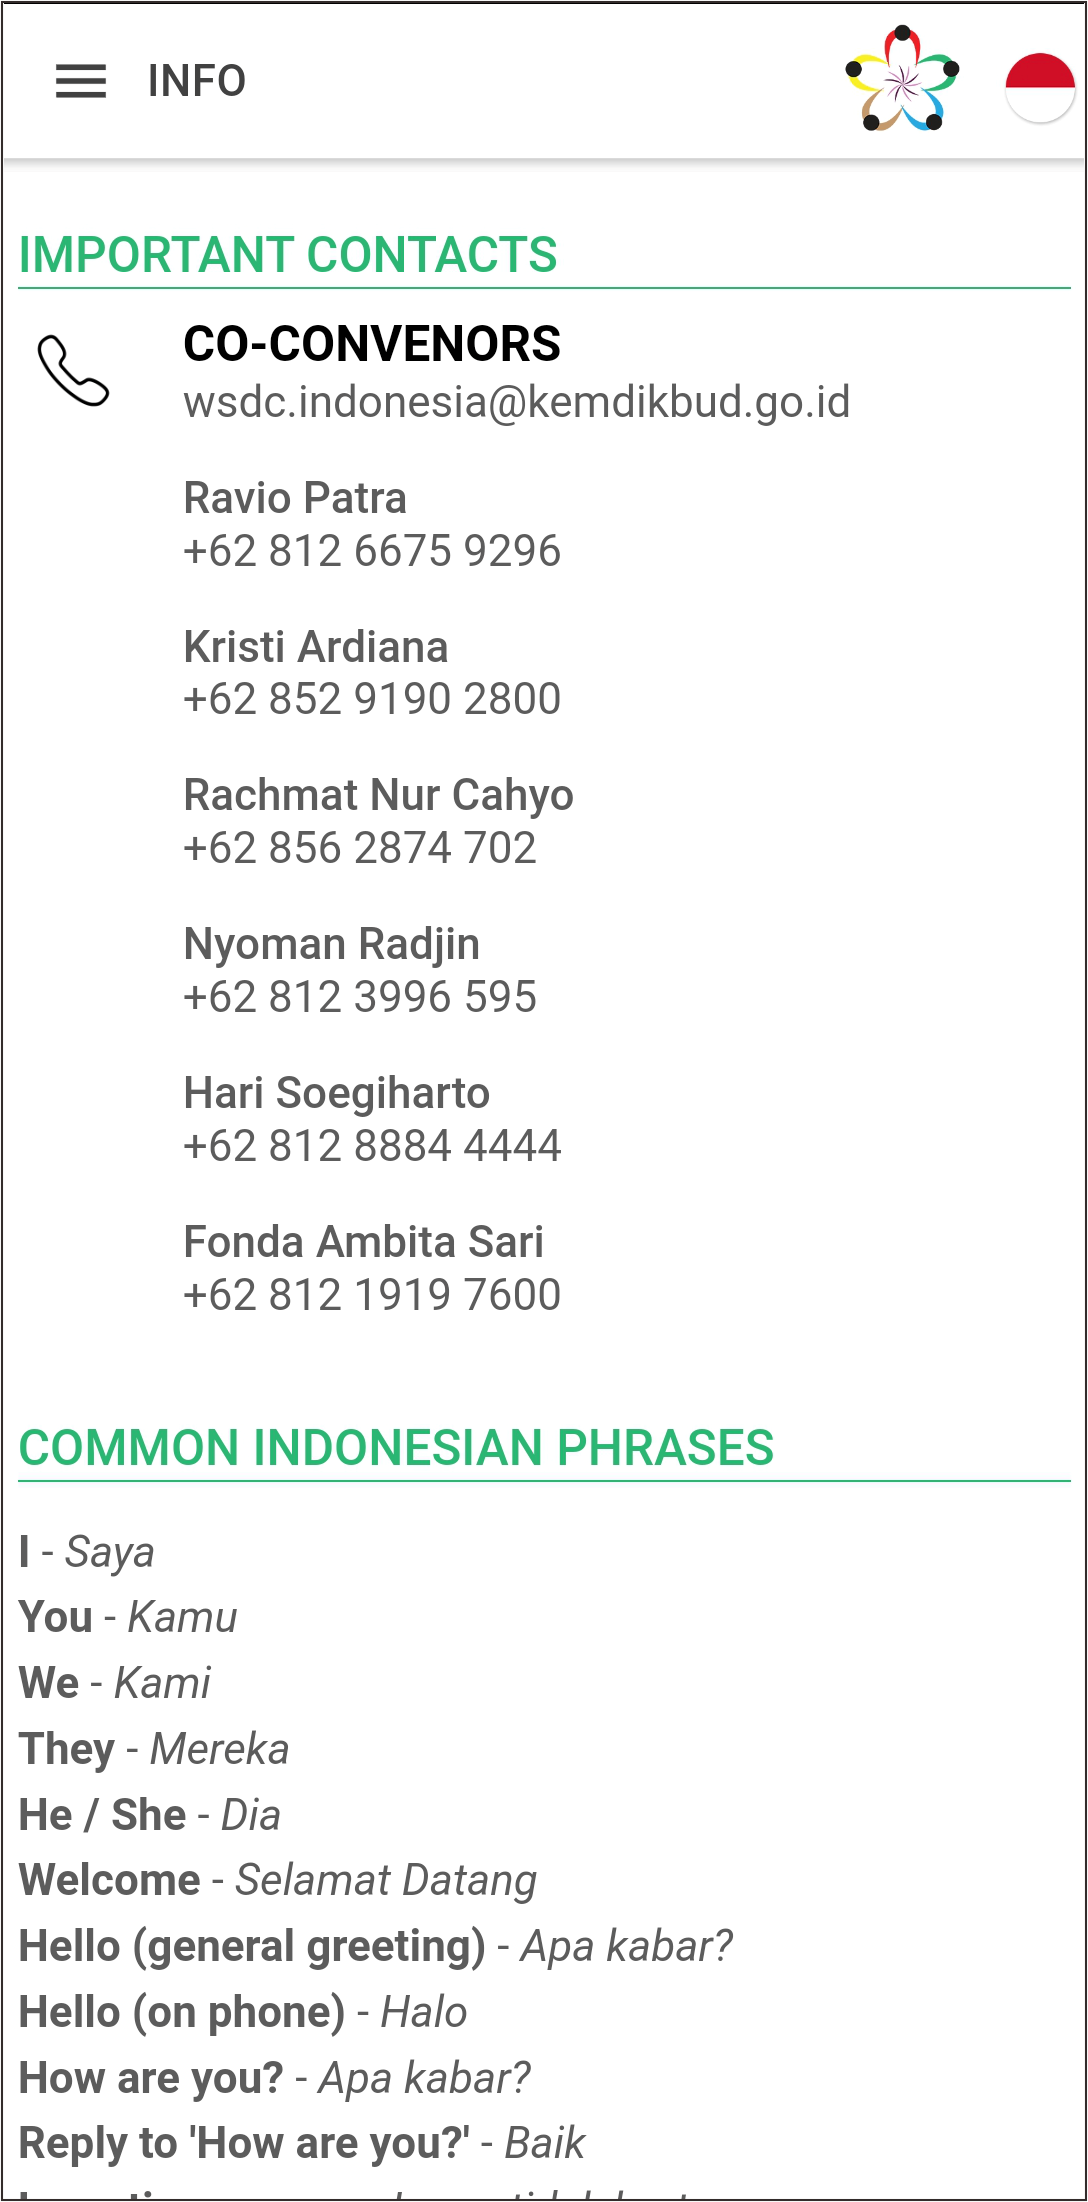 INFO
IMPORTANT CONTACTS
CO-CONVENORS
wsdc.indonesia@kemdikbud.go.id
Ravio Patra
+62 812 6675 9296
Kristi Ardiana
+62 852 9190 2800
Rachmat Nur Cahyo
+62 856 2874 702
Nyoman Radjin
+62 812 3996 595
Hari Soegiharto
+62 812 8884 4444
Fonda Ambita Sari
+62 812 1919 7600
COMMON INDONESIAN PHRASES
I - Saya
You - Kamu
We - Kami
They - Mereka
He / She - Dia
Welcome - Selamat Datang
Hello (general greeting) - Apa kabar?
Hello (on phone) - Halo
How are you? - Apa kabar?
Reply to 'How are you?' - Baik